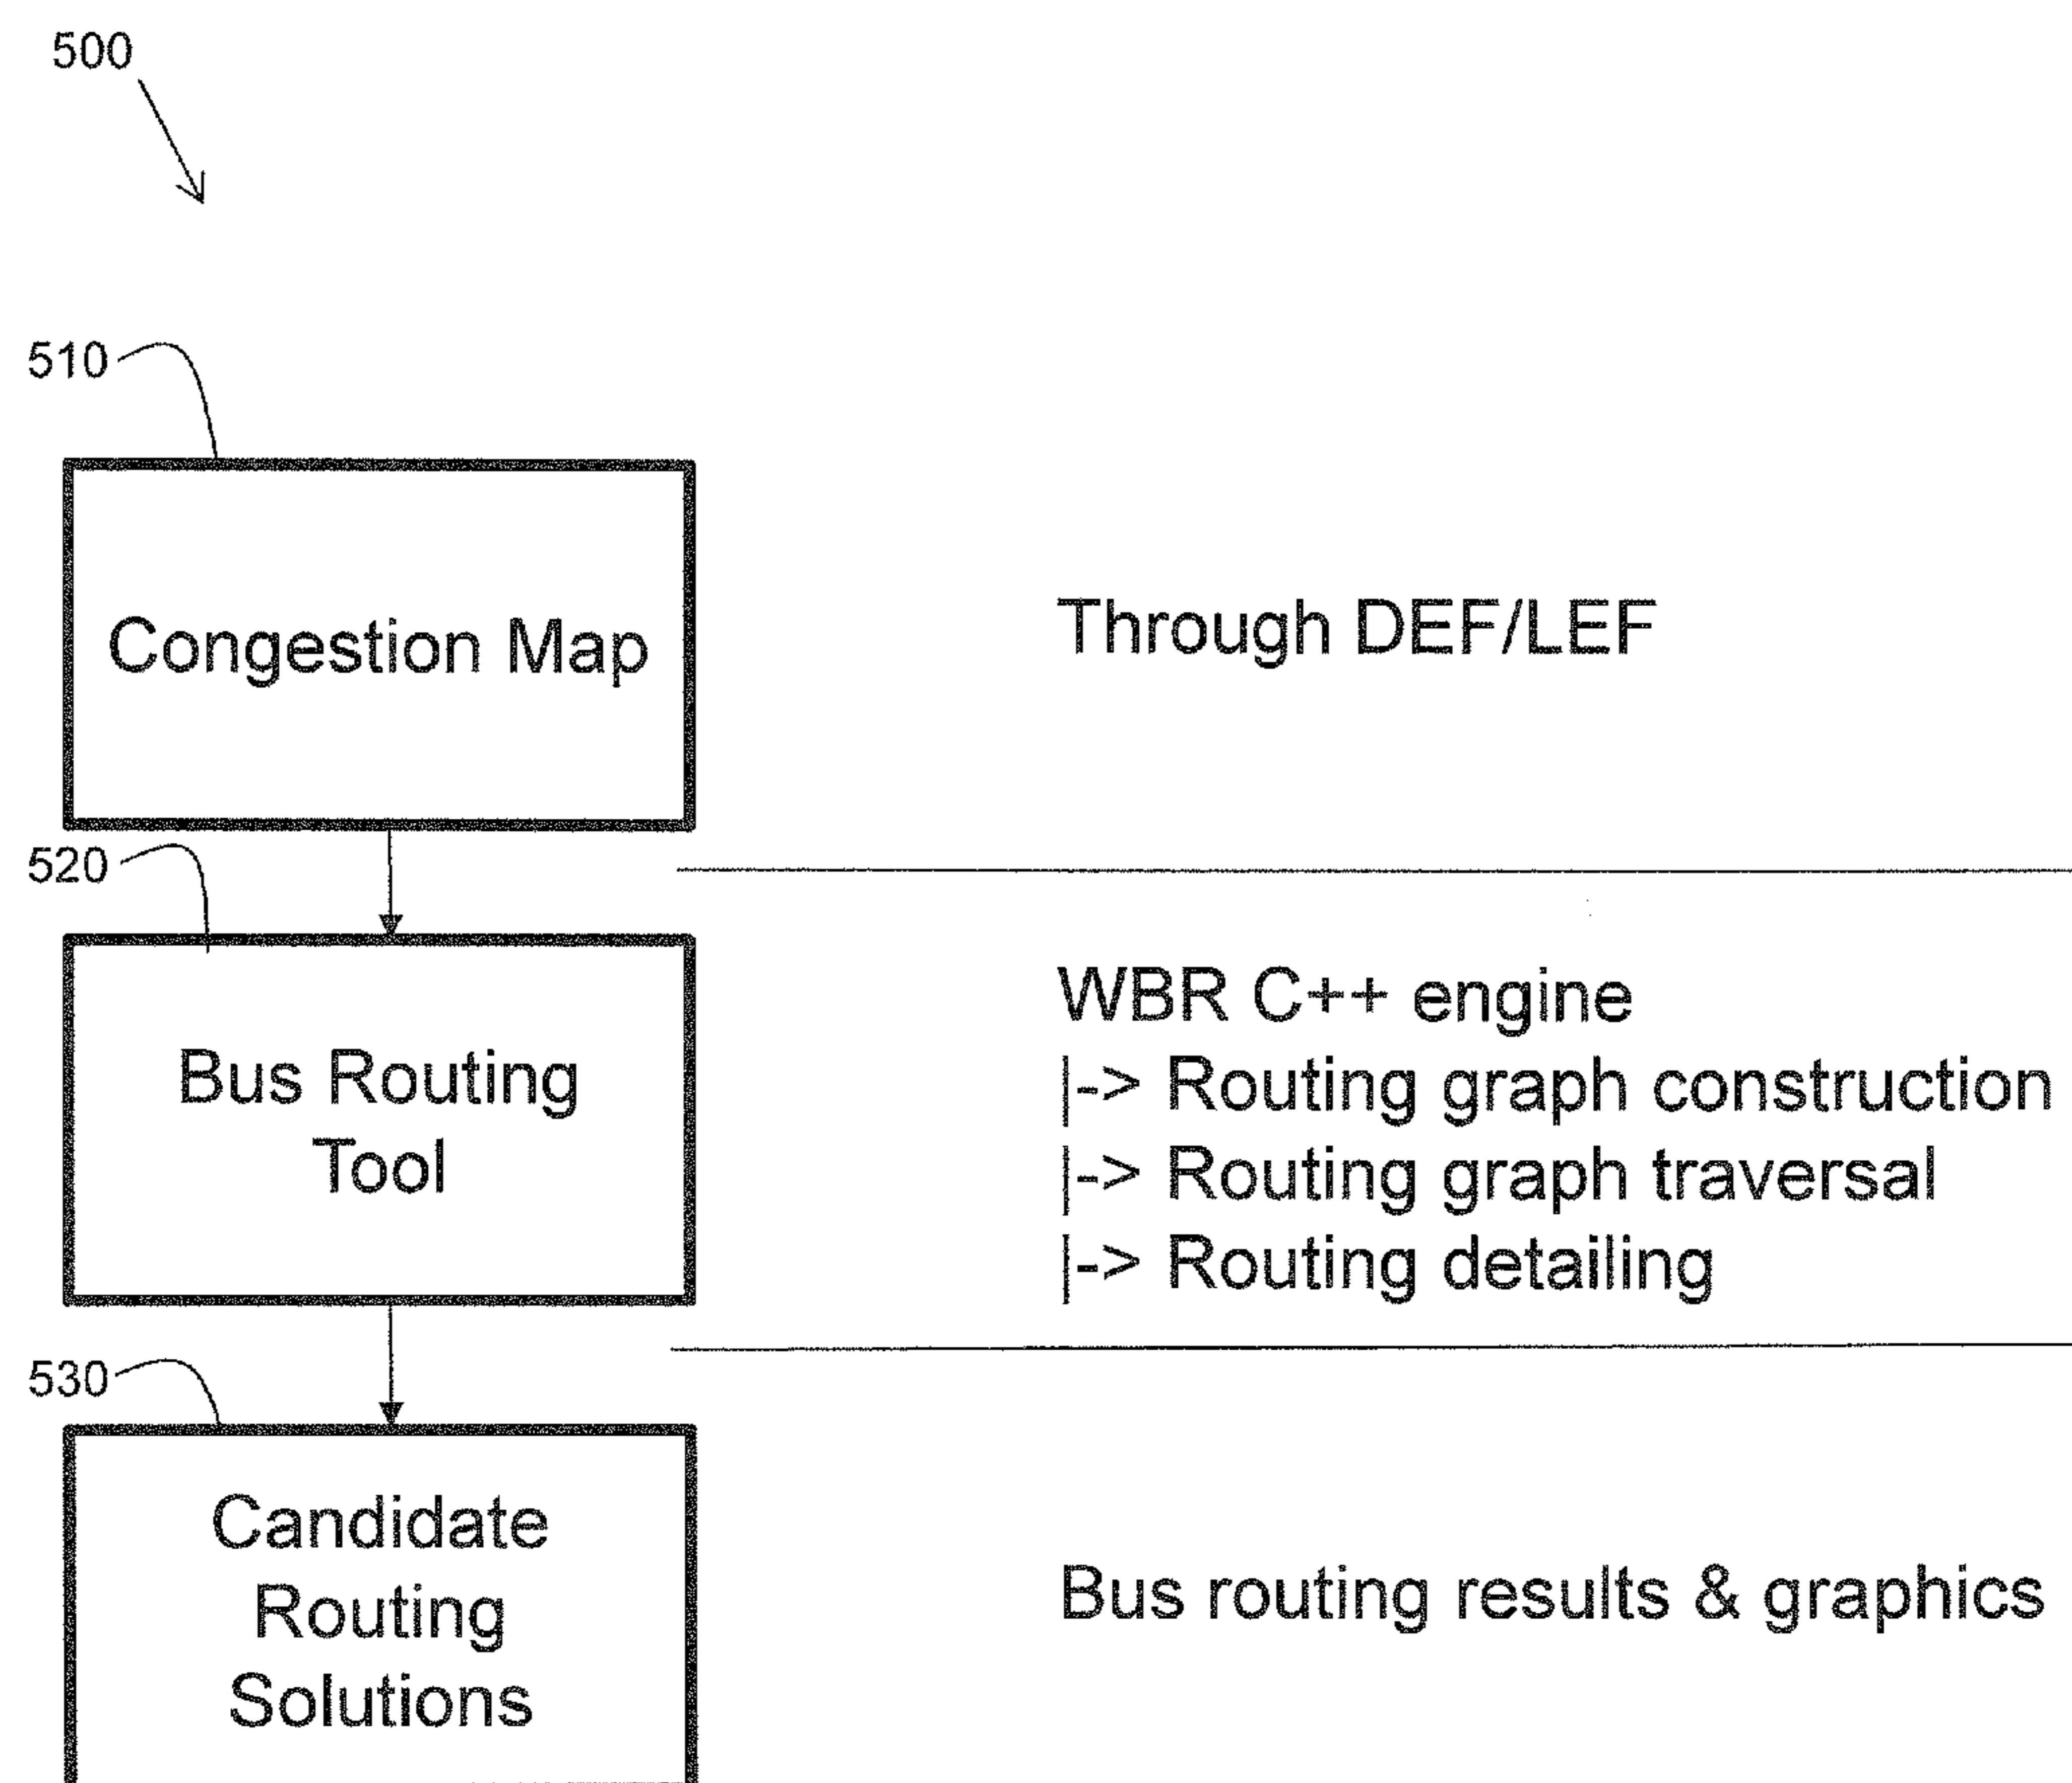 500
510
Congestion Map
Through DEF/LEF
520
Bus Routing
Tool
WBR C++ engine
|-> Routing graph construction
|-> Routing graph traversal
|-> Routing detailing
530
Candidate
Routing
Solutions
Bus routing results & graphics